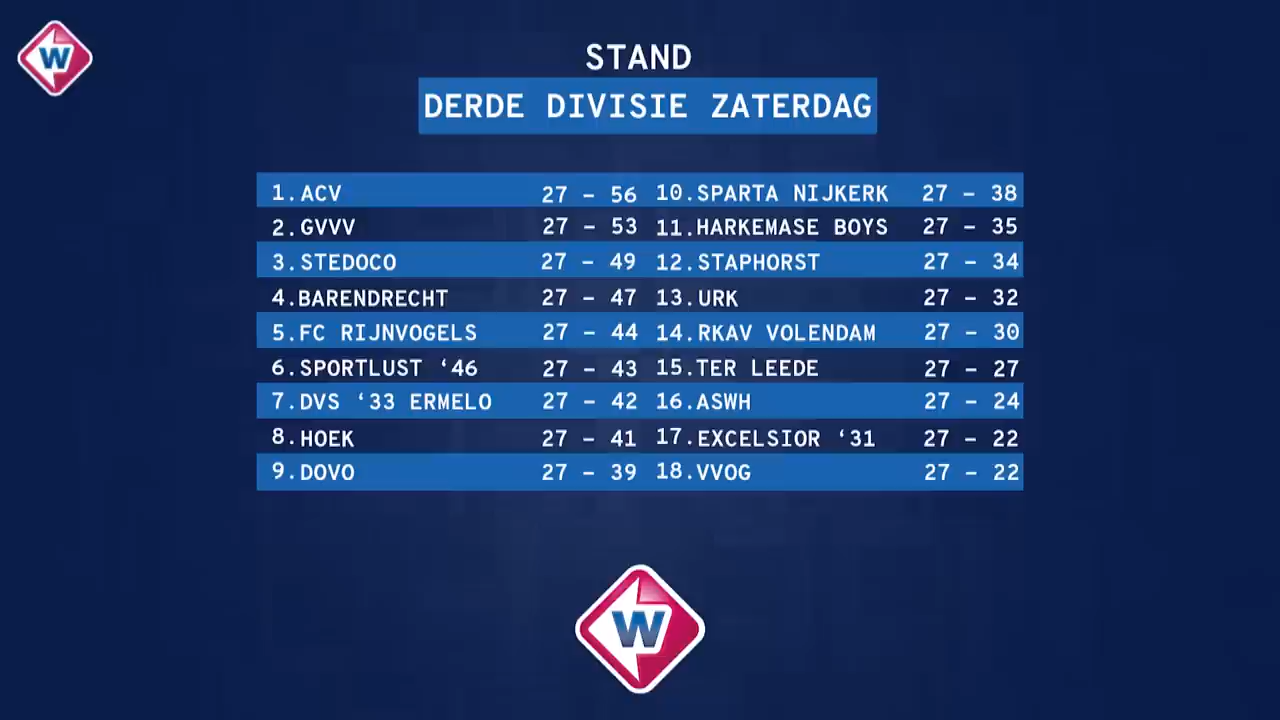 W
STAND
DERDE DIVISIE ZATERDAG
1.ACV 27 - 56 10.SPARTA NIJKERK 27 - 38
2.GVVV 27 - 53 11.HARKEMASE BOYS 27 - 35
3.STEDOCO 27 - 49 12.STAPHORST 27 - 34
4.BARENDRECHT 27 - 47 13.URK 27 - 32
5.FC RIJNVOGELS 27 - 44 14.RKAV VOLENDAM 27 - 30
6.SPORTLUST ‘46 27 - 43 15.TER LEEDE 27 - 27
7.DVS ‘33 ERMELO 27 - 42 16.ASWH 27 - 24
8.HOEK 27 - 41 17.EXCELSIOR ‘31 27 - 22
9.DOVO 27 - 39 18.VVOG 27 - 22
W